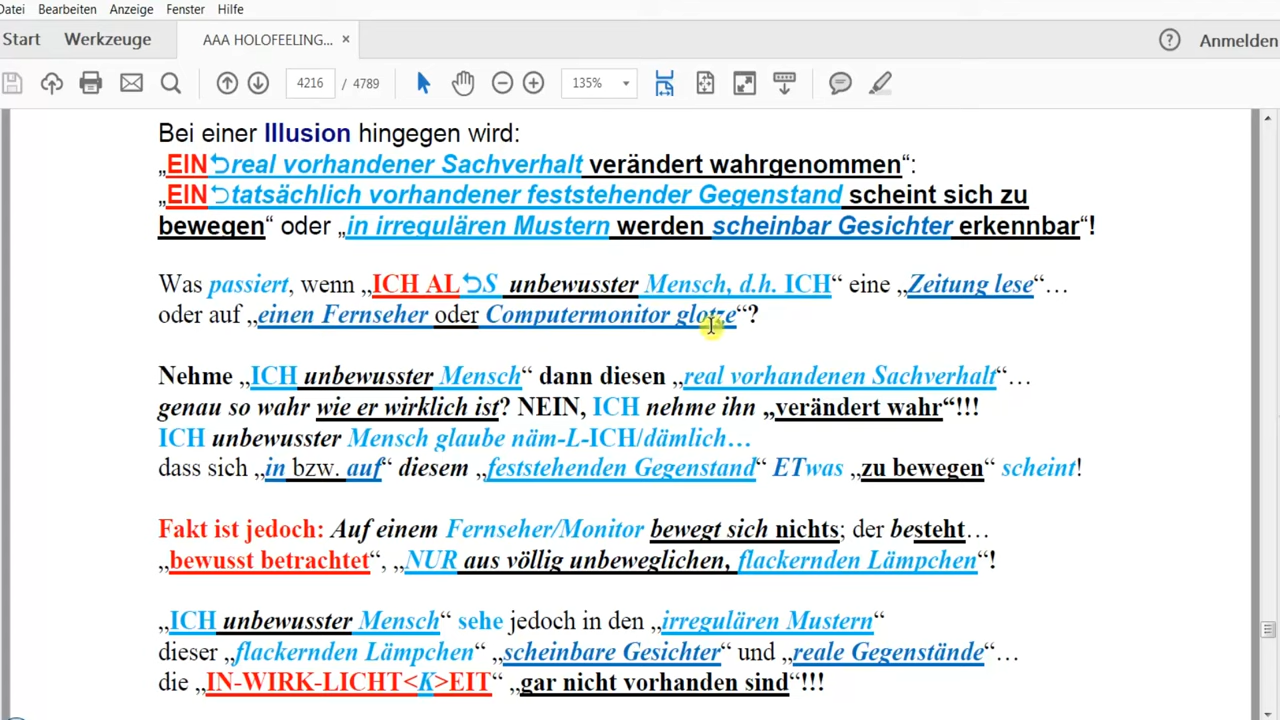 Datei Bearbeiten Anzeige Fenster Hilfe
Start Werkzeuge AAA HOLOFEELING... × ? Anmelden
4216 / 4789 135%
Bei einer Illusion hingegen wird:
„EIN⮌real vorhandener Sachverhalt verändert wahrgenommen“:
„EIN⮌tatsächlich vorhandener feststehender Gegenstand scheint sich zu
bewegen“ oder „in irregulären Mustern werden scheinbar Gesichter erkennbar“!
Was passiert, wenn „ICH AL⮌S unbewusster Mensch, d.h. ICH“ eine „Zeitung lese“…
oder auf „einen Fernseher oder Computermonitor glotze“?
Nehme „ICH unbewusster Mensch“ dann diesen „real vorhandenen Sachverhalt“…
genau so wahr wie er wirklich ist? NEIN, ICH nehme ihn „verändert wahr“!!!
ICH unbewusster Mensch glaube näm-L-ICH/dämlich…
dass sich „in bzw. auf“ diesem „feststehenden Gegenstand“ ETwas „zu bewegen“ scheint!
Fakt ist jedoch: Auf einem Fernseher/Monitor bewegt sich nichts; der besteht…
„bewusst betrachtet“, „NUR aus völlig unbeweglichen, flackernden Lämpchen“!
„ICH unbewusster Mensch“ sehe jedoch in den „irregulären Mustern“
dieser „flackernden Lämpchen“ „scheinbare Gesichter“ und „reale Gegenstände“…
die „IN-WIRK-LICHT<K>EIT“ „gar nicht vorhanden sind“!!!